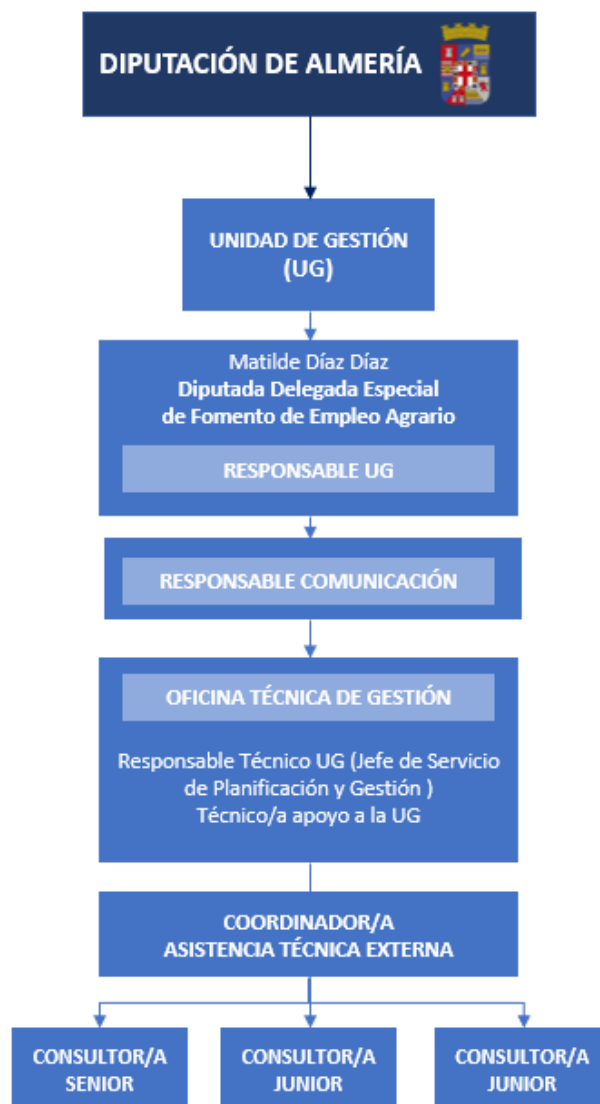 DIPUTACIÓN DE ALMERÍA
UNIDAD DE GESTIÓN
(UG)
Matilde Díaz Díaz
Diputada Delegada Especial
de Fomento de Empleo Agrario
RESPONSABLE UG
RESPONSABLE COMUNICACIÓN
OFICINA TÉCNICA DE GESTIÓN
Responsable Técnico UG (Jefe de Servicio
de Planificación y Gestión )
Técnico/a apoyo a la UG
COORDINADOR/A
ASISTENCIA TÉCNICA EXTERNA
CONSULTOR/A
SENIOR
CONSULTOR/A
JUNIOR
CONSULTOR/A
JUNIOR